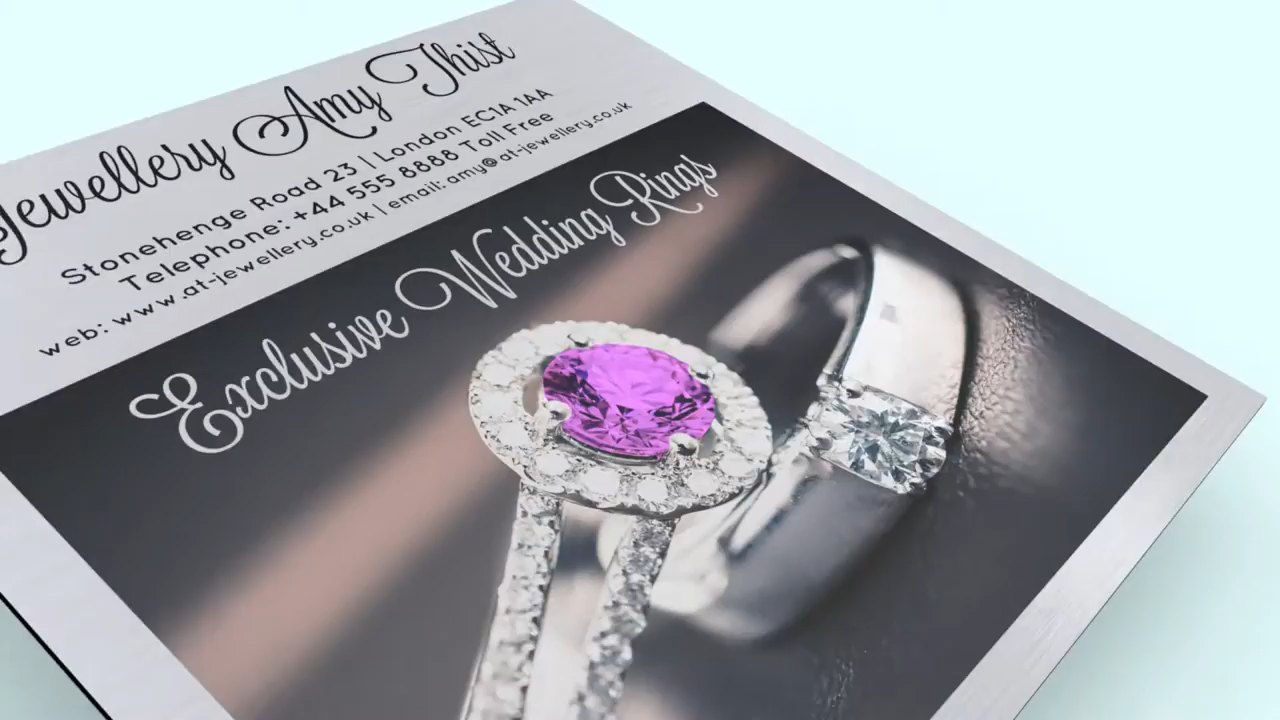 Jewellery Amy Thist
Stonehenge Road 23 | London EC1A 1AA
Telephone: +44 555 8888 Toll Free
web: www.at-jewellery.co.uk | email: amy@at-jewellery.co.uk
Exclusive Wedding Rings